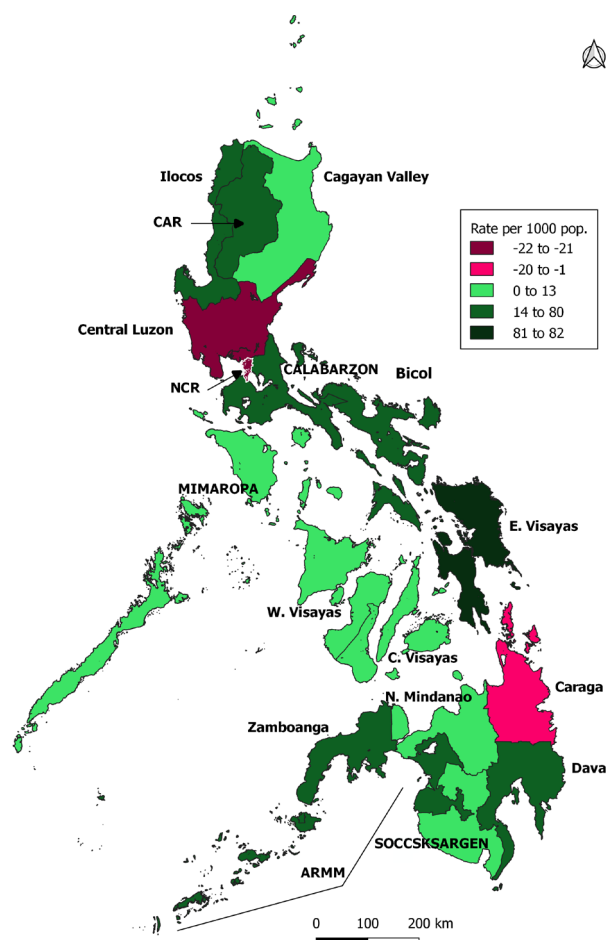 Ilocos
Cagayan Valley
CAR
Rate per 1000 pop.
-22 to -21
-20 to -1
0 to 13
14 to 80
81 to 82
Central Luzon
CALABARZON
NCR
Bicol
MIMAROPA
E. Visayas
W. Visayas
C. Visayas
N. Mindanao
Caraga
Zamboanga
Dava
SOCCSKSARGEN
ARMM
0 100 200 km